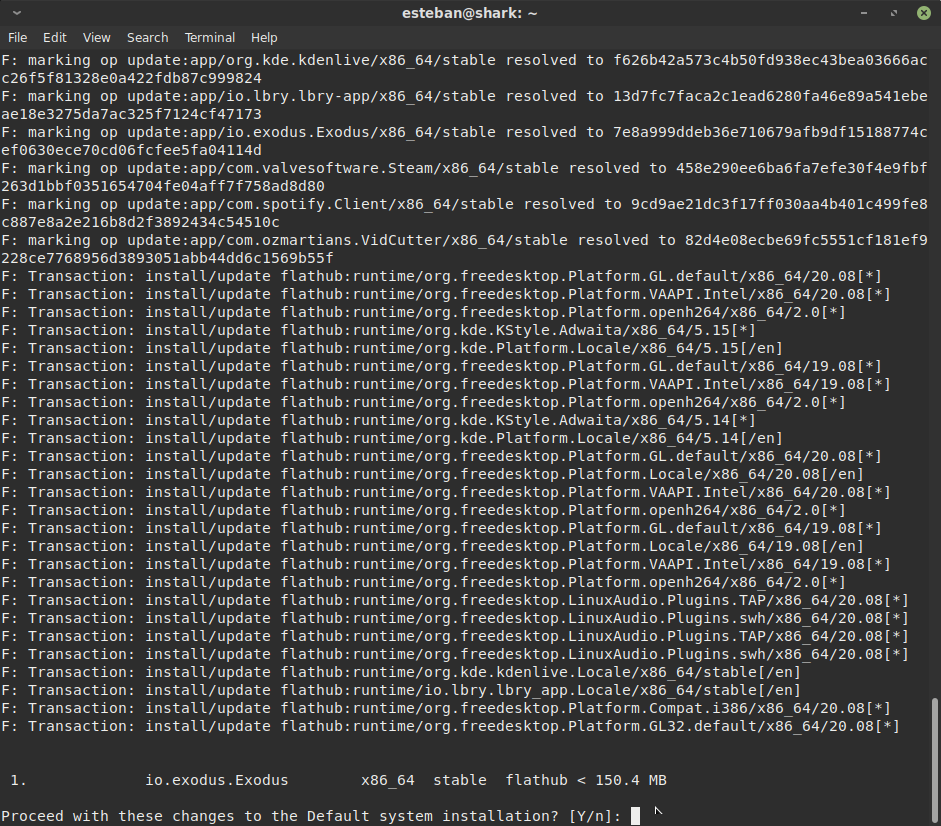 esteban@shark: ~
File Edit View Search Terminal Help
F: marking op update:app/org.kde.kdenlive/x86_64/stable resolved to f626b42a573c4b50fd938ec43bea03666ac
c26f5f81328e0a422fdb87c999824
F: marking op update:app/io.lbry.lbry-app/x86_64/stable resolved to 13d7fc7faca2c1ead6280fa46e89a541ebe
ae18e3275da7ac325f7124cf47173
F: marking op update:app/io.exodus.Exodus/x86_64/stable resolved to 7e8a999ddeb36e710679afb9df15188774c
ef0630ece70cd06fcfee5fa04114d
F: marking op update:app/com.valvesoftware.Steam/x86_64/stable resolved to 458e290ee6ba6fa7efe30f4e9fbf
263d1bbf0351654704fe04aff7f758ad8d80
F: marking op update:app/com.spotify.Client/x86_64/stable resolved to 9cd9ae21dc3f17ff030aa4b401c499fe8
c887e8a2e216b8d2f3892434c54510c
F: marking op update:app/com.ozmartians.VidCutter/x86_64/stable resolved to 82d4e08ecbe69fc5551cf181ef9
228ce7768956d3893051abb44dd6c1569b55f
F: Transaction: install/update flathub:runtime/org.freedesktop.Platform.GL.default/x86_64/20.08[*]
F: Transaction: install/update flathub:runtime/org.freedesktop.Platform.VAAPI.Intel/x86_64/20.08[*]
F: Transaction: install/update flathub:runtime/org.freedesktop.Platform.openh264/x86_64/2.0[*]
F: Transaction: install/update flathub:runtime/org.kde.KStyle.Adwaita/x86_64/5.15[*]
F: Transaction: install/update flathub:runtime/org.kde.Platform.Locale/x86_64/5.15[/en]
F: Transaction: install/update flathub:runtime/org.freedesktop.Platform.GL.default/x86_64/19.08[*]
F: Transaction: install/update flathub:runtime/org.freedesktop.Platform.VAAPI.Intel/x86_64/19.08[*]
F: Transaction: install/update flathub:runtime/org.freedesktop.Platform.openh264/x86_64/2.0[*]
F: Transaction: install/update flathub:runtime/org.kde.KStyle.Adwaita/x86_64/5.14[*]
F: Transaction: install/update flathub:runtime/org.kde.Platform.Locale/x86_64/5.14[/en]
F: Transaction: install/update flathub:runtime/org.freedesktop.Platform.GL.default/x86_64/20.08[*]
F: Transaction: install/update flathub:runtime/org.freedesktop.Platform.Locale/x86_64/20.08[/en]
F: Transaction: install/update flathub:runtime/org.freedesktop.Platform.VAAPI.Intel/x86_64/20.08[*]
F: Transaction: install/update flathub:runtime/org.freedesktop.Platform.openh264/x86_64/2.0[*]
F: Transaction: install/update flathub:runtime/org.freedesktop.Platform.GL.default/x86_64/19.08[*]
F: Transaction: install/update flathub:runtime/org.freedesktop.Platform.Locale/x86_64/19.08[/en]
F: Transaction: install/update flathub:runtime/org.freedesktop.Platform.VAAPI.Intel/x86_64/19.08[*]
F: Transaction: install/update flathub:runtime/org.freedesktop.Platform.openh264/x86_64/2.0[*]
F: Transaction: install/update flathub:runtime/org.freedesktop.LinuxAudio.Plugins.TAP/x86_64/20.08[*]
F: Transaction: install/update flathub:runtime/org.freedesktop.LinuxAudio.Plugins.swh/x86_64/20.08[*]
F: Transaction: install/update flathub:runtime/org.freedesktop.LinuxAudio.Plugins.TAP/x86_64/20.08[*]
F: Transaction: install/update flathub:runtime/org.freedesktop.LinuxAudio.Plugins.swh/x86_64/20.08[*]
F: Transaction: install/update flathub:runtime/org.kde.kdenlive.Locale/x86_64/stable[/en]
F: Transaction: install/update flathub:runtime/io.lbry.lbry_app.Locale/x86_64/stable[/en]
F: Transaction: install/update flathub:runtime/org.freedesktop.Platform.Compat.i386/x86_64/20.08[*]
F: Transaction: install/update flathub:runtime/org.freedesktop.Platform.GL32.default/x86_64/20.08[*]
1. io.exodus.Exodus x86_64 stable flathub < 150.4 MB
Proceed with these changes to the Default system installation? [Y/n]: